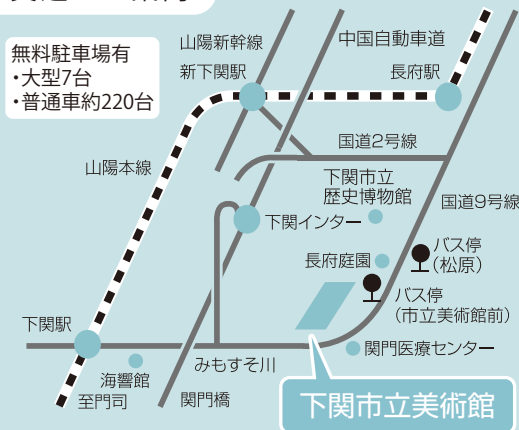 無料駐車場有
・大型7台
・普通車約220台
山陽新幹線
新下関駅
中国自動車道
長府駅
山陽本線
国道2号線
下関市立
歴史博物館
国道9号線
下関インター
長府庭園
バス停
(松原)
バス停
(市立美術館前)
下関駅
みもすそ川
関門医療センター
海響館
至門司
関門橋
下関市立美術館